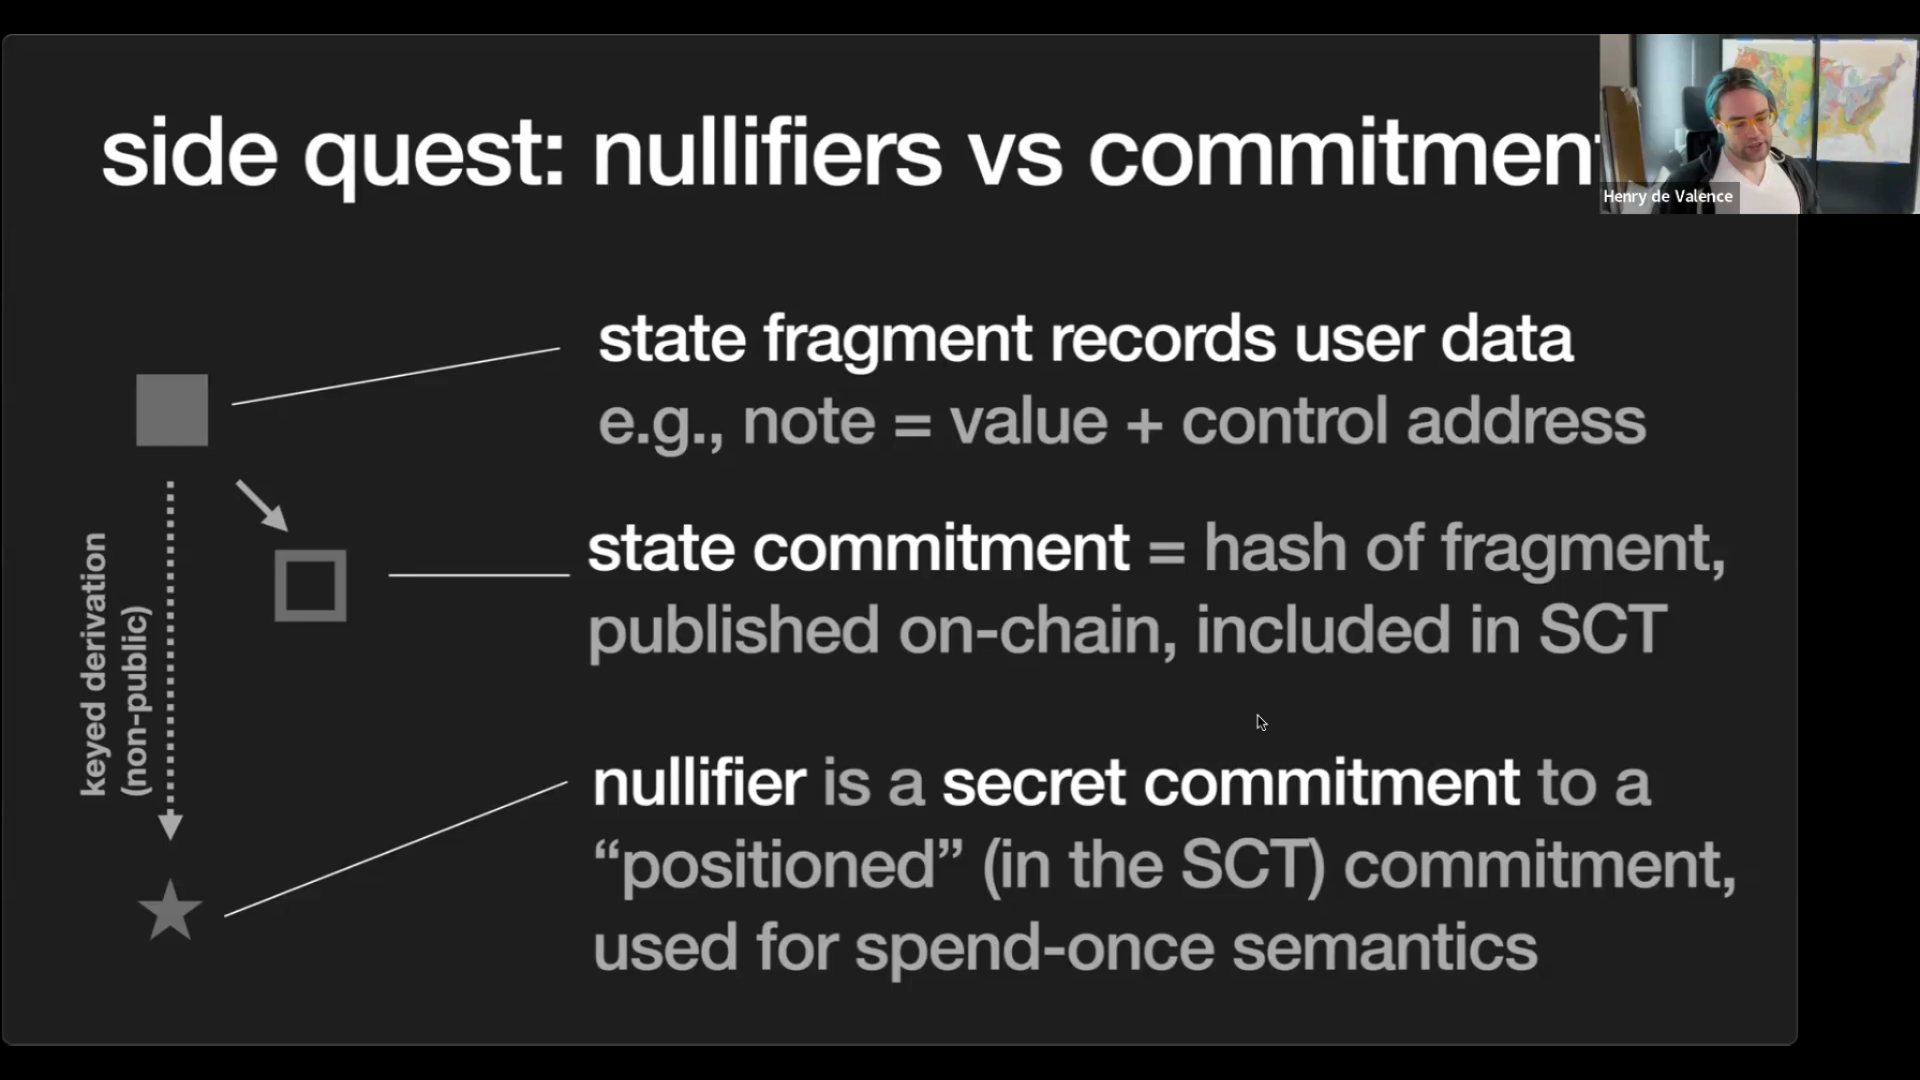 side quest: nullifiers vs commitment
Henry de Valence
state fragment records user data
e.g., note = value + control address
state commitment = hash of fragment,
published on-chain, included in SCT
keyed derivation
(non-public)
nullifier is a secret commitment to a
“positioned” (in the SCT) commitment,
used for spend-once semantics